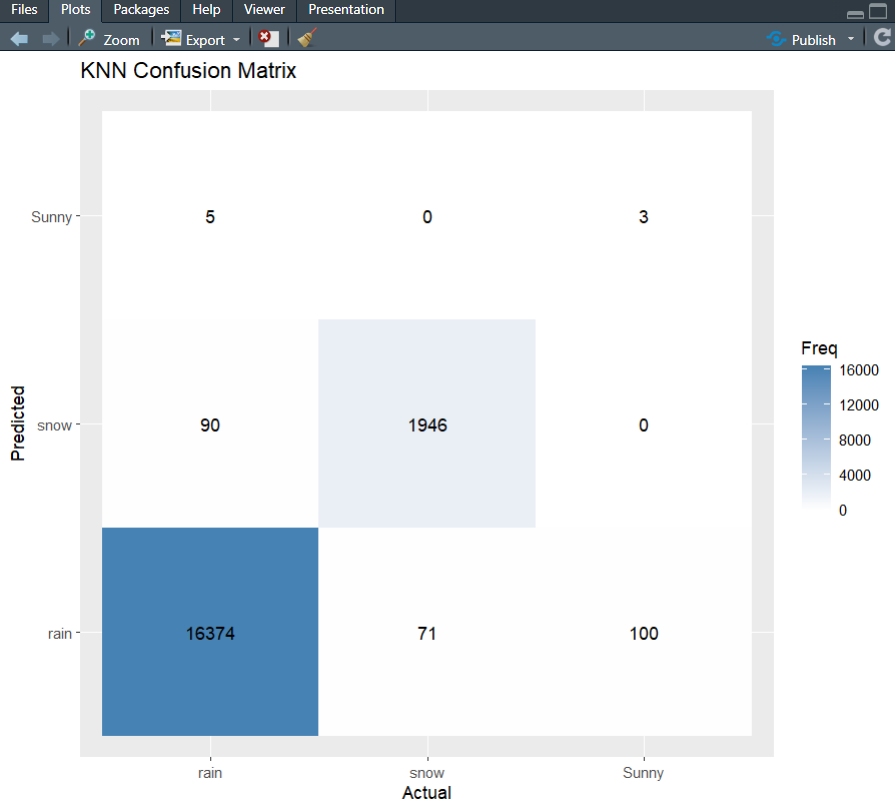 Files Plots Packages Help Viewer Presentation
Zoom Export Publish
KNN Confusion Matrix
Sunny 5 0 3
snow 90 1946 0
rain 16374 71 100
rain snow Sunny
Actual
Predicted
Freq
16000
12000
8000
4000
0